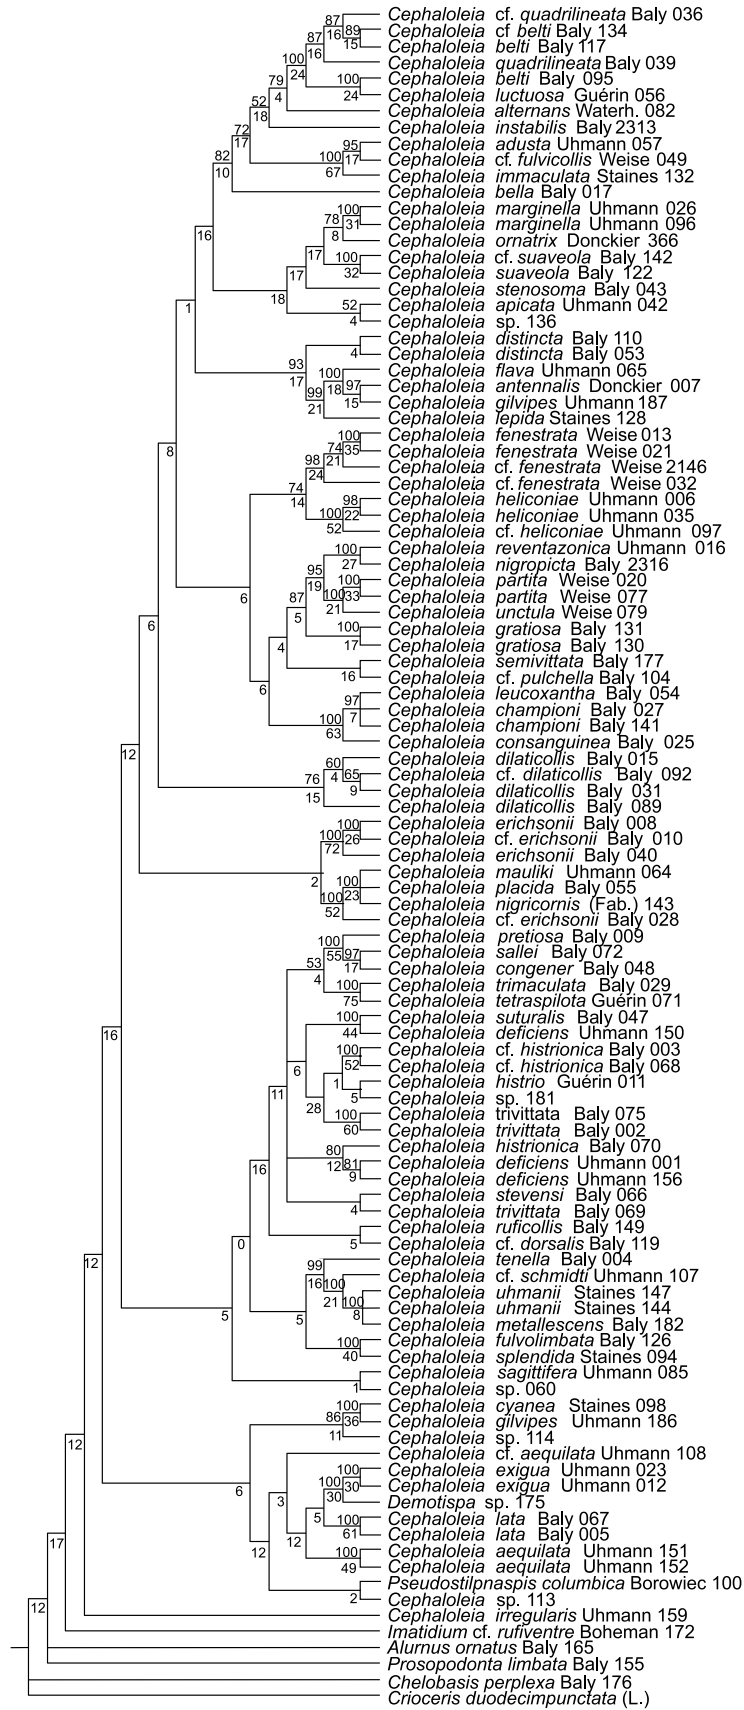 Cephaloleia cf. quadrilineata Baly 036
Cephaloleia cf belti Baly 134
Cephaloleia belti Baly 117
Cephaloleia quadrilineata Baly 039
Cephaloleia belti Baly 095
Cephaloleia luctuosa Guérin 056
Cephaloleia alternans Waterh. 082
Cephaloleia instabilis Baly 2313
Cephaloleia adusta Uhmann 057
Cephaloleia cf. fulvicollis Weise 049
Cephaloleia immaculata Staines 132
Cephaloleia bella Baly 017
Cephaloleia marginella Uhmann 026
Cephaloleia marginella Uhmann 096
Cephaloleia ornatrix Donckier 366
Cephaloleia cf. suaveola Baly 142
Cephaloleia suaveola Baly 122
Cephaloleia stenosoma Baly 043
Cephaloleia apicata Uhmann 042
Cephaloleia sp. 136
Cephaloleia distincta Baly 110
Cephaloleia distincta Baly 053
Cephaloleia flava Uhmann 065
Cephaloleia antennalis Donckier 007
Cephaloleia gilvipes Uhmann 187
Cephaloleia lepida Staines 128
Cephaloleia fenestrata Weise 013
Cephaloleia fenestrata Weise 021
Cephaloleia cf. fenestrata Weise 2146
Cephaloleia cf. fenestrata Weise 032
Cephaloleia heliconiae Uhmann 006
Cephaloleia heliconiae Uhmann 035
Cephaloleia cf. heliconiae Uhmann 097
Cephaloleia reventazonica Uhmann 016
Cephaloleia nigropicta Baly 2316
Cephaloleia partita Weise 020
Cephaloleia partita Weise 077
Cephaloleia unctula Weise 079
Cephaloleia gratiosa Baly 131
Cephaloleia gratiosa Baly 130
Cephaloleia semivittata Baly 177
Cephaloleia cf. pulchella Baly 104
Cephaloleia leucoxantha Baly 054
Cephaloleia championi Baly 027
Cephaloleia championi Baly 141
Cephaloleia consanguinea Baly 025
Cephaloleia dilaticollis Baly 015
Cephaloleia cf. dilaticollis Baly 092
Cephaloleia dilaticollis Baly 031
Cephaloleia dilaticollis Baly 089
Cephaloleia erichsonii Baly 008
Cephaloleia cf. erichsonii Baly 010
Cephaloleia erichsonii Baly 040
Cephaloleia mauliki Uhmann 064
Cephaloleia placida Baly 055
Cephaloleia nigricornis (Fab.) 143
Cephaloleia cf. erichsonii Baly 028
Cephaloleia pretiosa Baly 009
Cephaloleia sallei Baly 072
Cephaloleia congener Baly 048
Cephaloleia trimaculata Baly 029
Cephaloleia tetraspilota Guérin 071
Cephaloleia suturalis Baly 047
Cephaloleia deficiens Uhmann 150
Cephaloleia cf. histrionica Baly 003
Cephaloleia cf. histrionica Baly 068
Cephaloleia histrio Guérin 011
Cephaloleia sp. 181
Cephaloleia trivittata Baly 075
Cephaloleia trivittata Baly 002
Cephaloleia histrionica Baly 070
Cephaloleia deficiens Uhmann 001
Cephaloleia deficiens Uhmann 156
Cephaloleia stevensi Baly 066
Cephaloleia trivittata Baly 069
Cephaloleia ruficollis Baly 149
Cephaloleia cf. dorsalis Baly 119
Cephaloleia tenella Baly 004
Cephaloleia cf. schmidti Uhmann 107
Cephaloleia uhmanii Staines 147
Cephaloleia uhmanii Staines 144
Cephaloleia metallescens Baly 182
Cephaloleia fulvolimbata Baly 126
Cephaloleia splendida Staines 094
Cephaloleia sagittifera Uhmann 085
Cephaloleia sp. 060
Cephaloleia cyanea Staines 098
Cephaloleia gilvipes Uhmann 186
Cephaloleia sp. 114
Cephaloleia cf. aequilata Uhmann 108
Cephaloleia exigua Uhmann 023
Cephaloleia exigua Uhmann 012
Demotispa sp. 175
Cephaloleia lata Baly 067
Cephaloleia lata Baly 005
Cephaloleia aequilata Uhmann 151
Cephaloleia aequilata Uhmann 152
Pseudostilpnaspis columbica Borowiec 100
Cephaloleia sp. 113
Cephaloleia irregularis Uhmann 159
Imatidium cf. rufiventre Boheman 172
Alurnus ornatus Baly 165
Prosopodonta limbata Baly 155
Chelobasis perplexa Baly 176
Crioceris duodecimpunctata (L.)